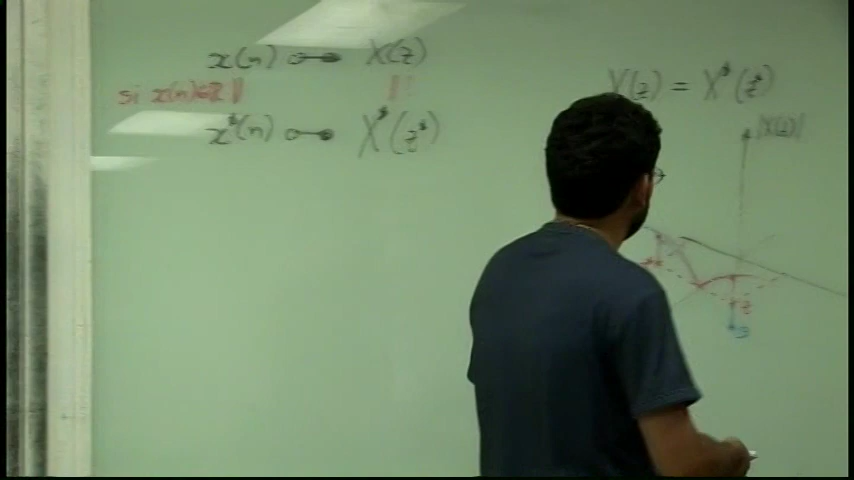 x(n) ○—● X(z)
si x(n)∈ℝ || ||
x*(n) ○—● X*(z*)
X(z) = X*(z*)
|X(z)|
z